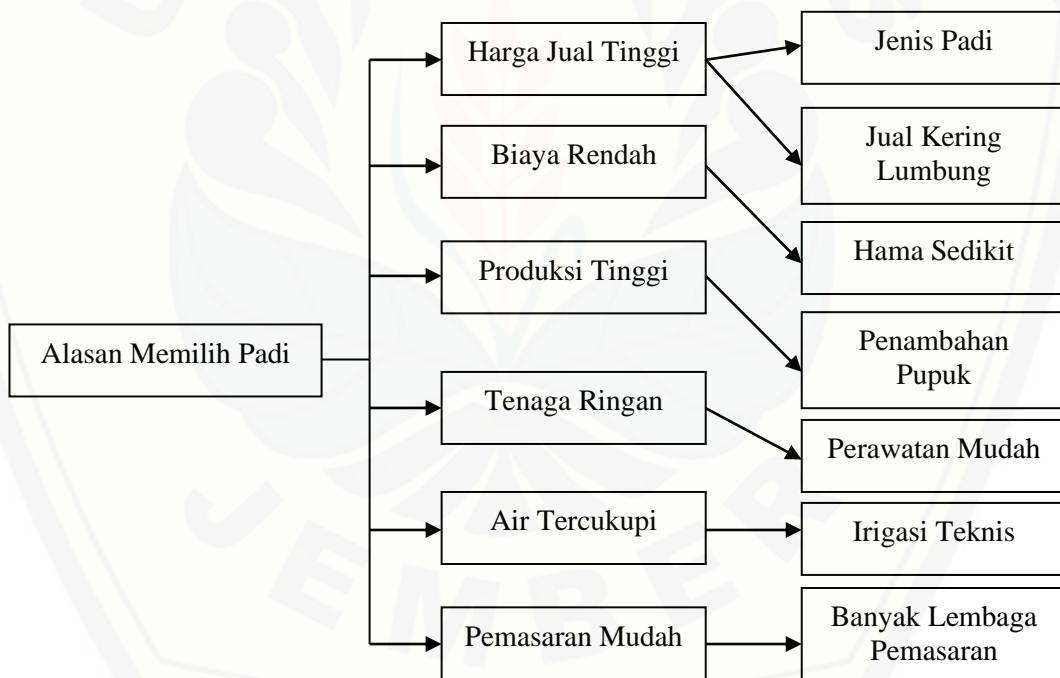 Harga Jual Tinggi
Jenis Padi
Jual Kering
Lumbung
Biaya Rendah
Hama Sedikit
Produksi Tinggi
Penambahan
Pupuk
Alasan Memilih Padi
Tenaga Ringan
Perawatan Mudah
Air Tercukupi
Irigasi Teknis
Pemasaran Mudah
Banyak Lembaga
Pemasaran
JEMBER